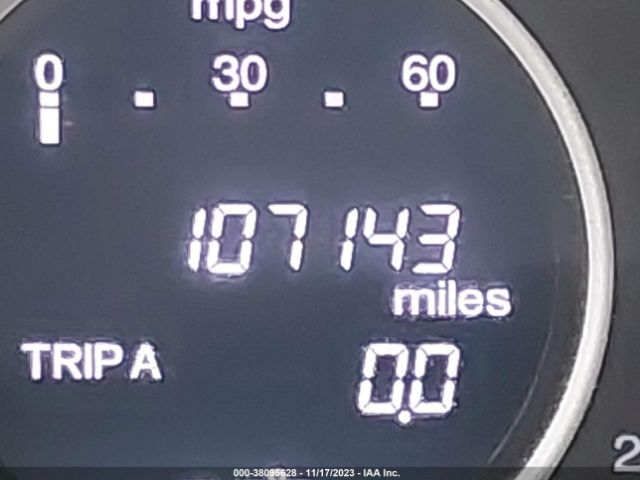 mpg
0 30 60
107143
miles
TRIP A 0.0
2
000-38095628 - 11/17/2023 - IAA Inc.